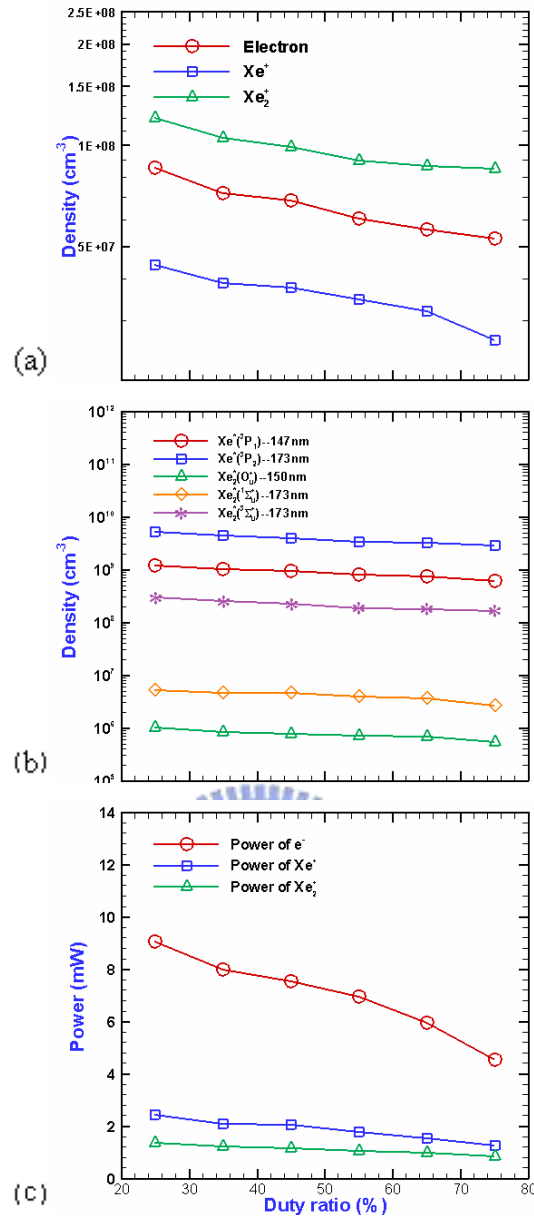 2.5E+08
2E+08
1.5E+08
1E+08
5E+07
Density (cm⁻³)
Electron
Xe⁺
Xe₂⁺
(a)
10¹²
10¹¹
10¹⁰
10⁹
10⁸
10⁷
10⁶
10⁵
Density (cm⁻³)
Xe*(³P₁)--147nm
Xe*(³P₂)--173nm
Xe₂*(O⁺ᵤ)--150nm
Xe₂*(¹Σ⁺ᵤ)--173nm
Xe₂*(³Σ⁺ᵤ)--173nm
(b)
14
12
10
8
6
4
2
0
Power (mW)
Power of e⁻
Power of Xe⁺
Power of Xe₂⁺
(c)
20 30 40 50 60 70 80
Duty ratio (%)